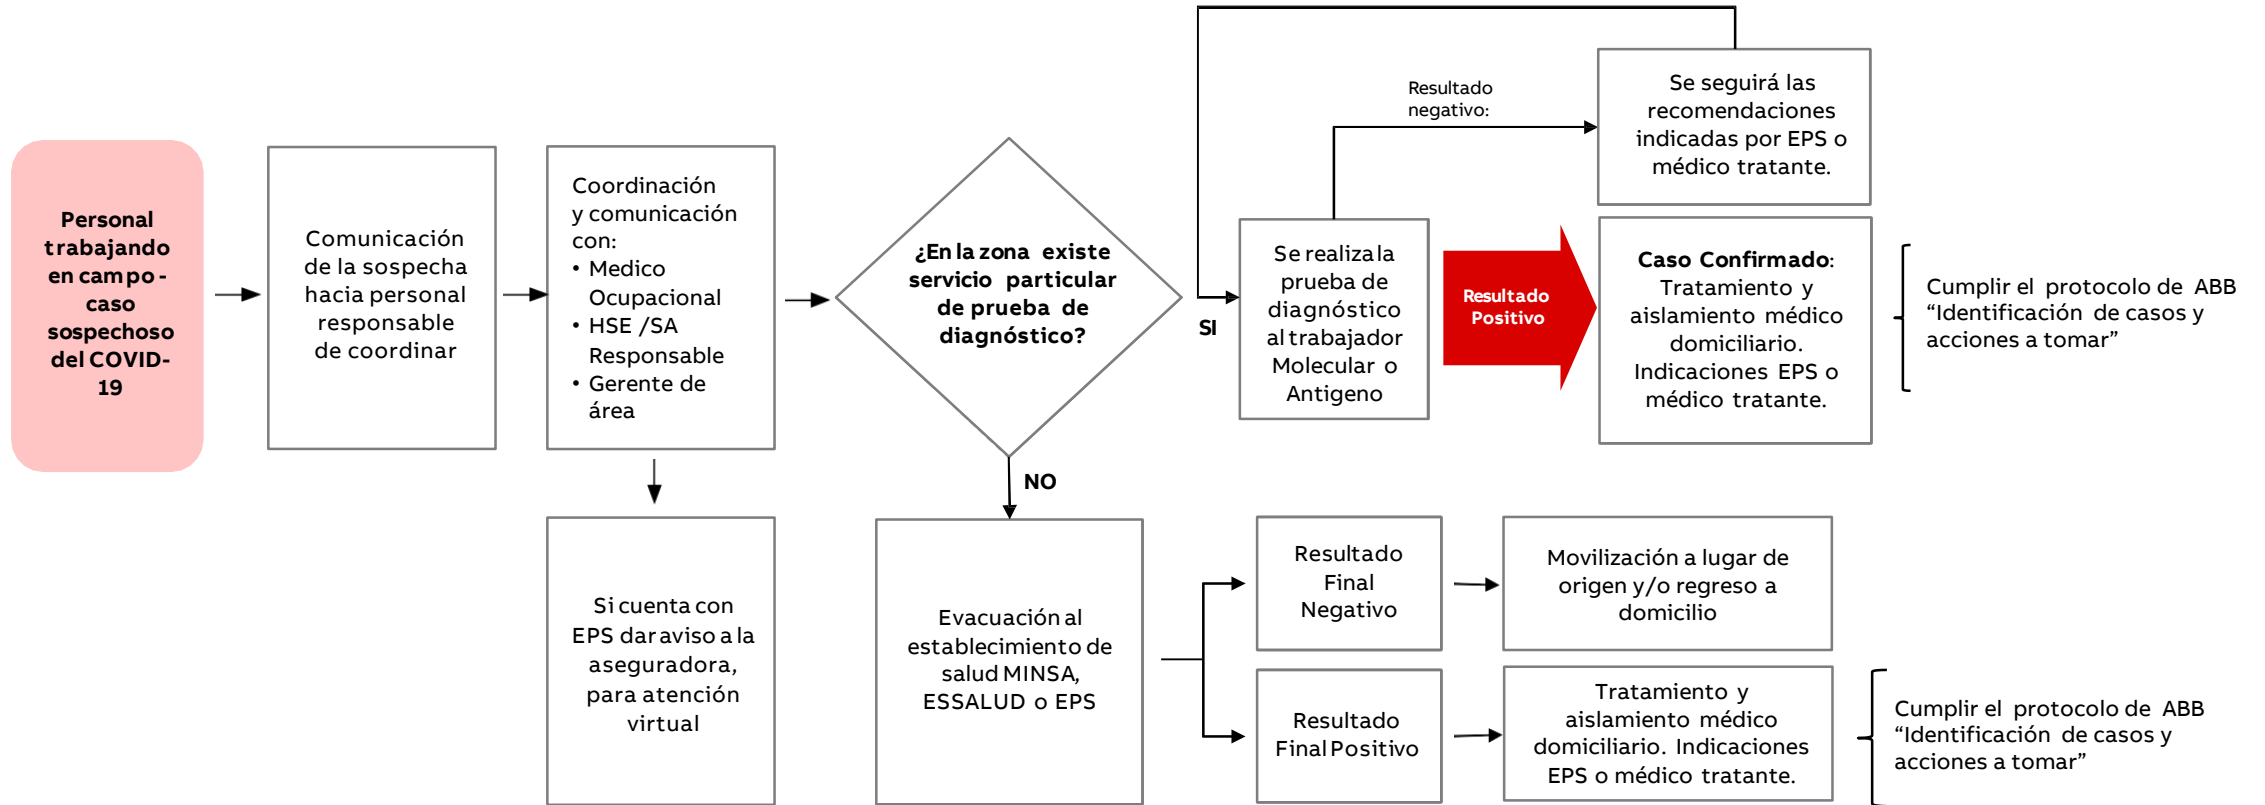 Personal
trabajando
en campo -
caso
sospechoso
del COVID-
19
Comunicación
de la sospecha
hacia personal
responsable
de coordinar
Coordinación
y comunicación
con:
• Medico
Ocupacional
• HSE /SA
Responsable
• Gerente de
área
Si cuenta con
EPS dar aviso a la
aseguradora,
para atención
virtual
¿En la zona existe
servicio particular
de prueba de
diagnóstico?
SI
NO
Se realiza la
prueba de
diagnóstico
al trabajador
Molecular o
Antigeno
Resultado
negativo:
Se seguirá las
recomendaciones
indicadas por EPS o
médico tratante.
Resultado
Positivo
Caso Confirmado:
Tratamiento y
aislamiento médico
domiciliario.
Indicaciones EPS o
médico tratante.
Cumplir el protocolo de ABB
“Identificación de casos y
acciones a tomar”
Evacuación al
establecimiento de
salud MINSA,
ESSALUD o EPS
Resultado
Final
Negativo
Movilización a lugar de
origen y/o regreso a
domicilio
Resultado
Final Positivo
Tratamiento y
aislamiento médico
domiciliario. Indicaciones
EPS o médico tratante.
Cumplir el protocolo de ABB
“Identificación de casos y
acciones a tomar”